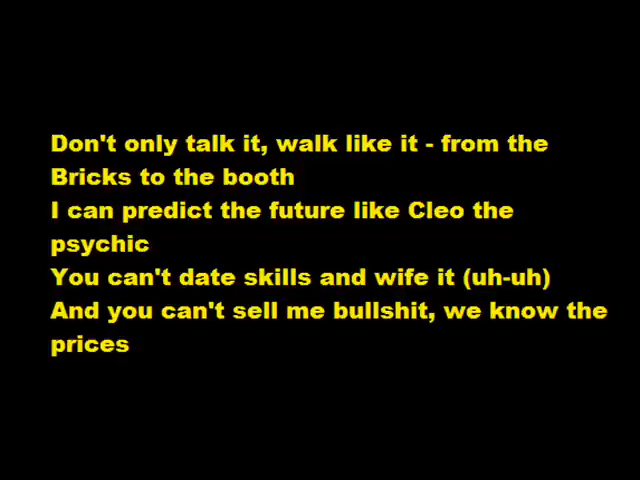 Don't only talk it, walk like it - from the
Bricks to the booth
I can predict the future like Cleo the
psychic
You can't date skills and wife it (uh-uh)
And you can't sell me bullshit, we know the
prices